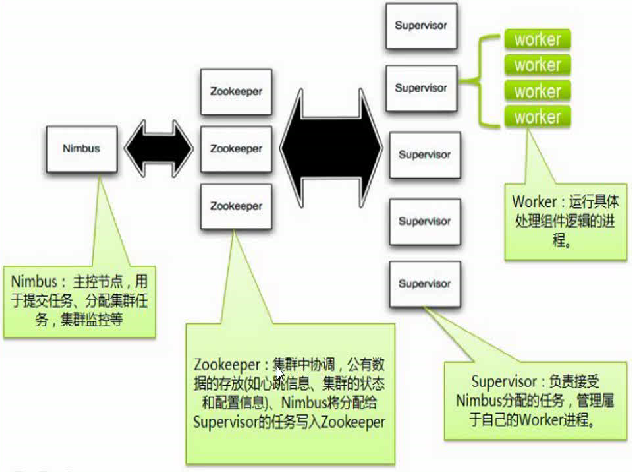 Supervisor
worker
worker
worker
worker
Supervisor
Zookeeper
Nimbus
Zookeeper
Supervisor
Zookeeper
Supervisor
Worker：运行具体
处理组件逻辑的进
程。
Supervisor
Nimbus： 主控节点，用
于提交任务、分配集群任
务，集群监控等
Zookeeper：集群中协调，公有数
据的存放(如心跳信息、集群的状态
和配置信息)、Nimbus将分配给
Supervisor的任务写入Zookeeper
Supervisor：负责接受
Nimbus分配的任务，管理属
于自己的Worker进程。